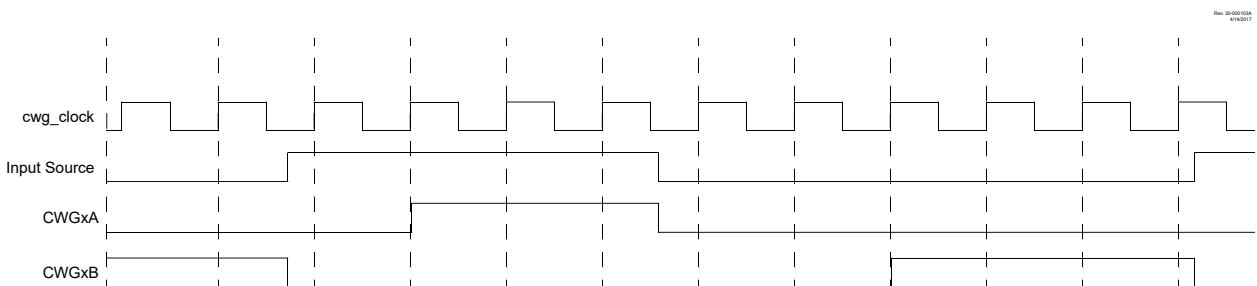 Rev. 30-000103A
4/14/2017
cwg_clock
Input Source
CWGxA
CWGxB